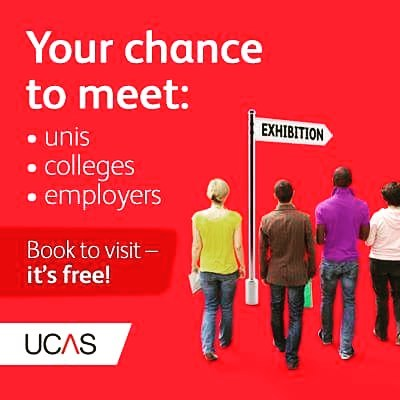 Your chance
to meet:
• unis
• colleges
• employers
EXHIBITION
Book to visit –
it's free!
UCAS